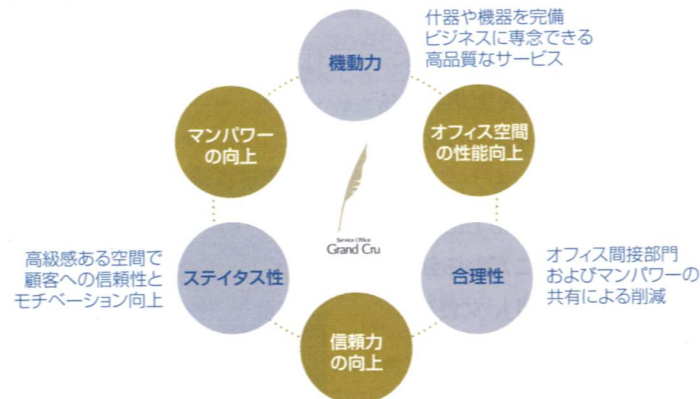 什器や機器を完備
ビジネスに専念できる
高品質なサービス
機動力
マンパワー
の向上
オフィス空間
の性能向上
Service Office
Grand Cru
高級感ある空間で
顧客への信頼性と
モチベーション向上
ステイタス性
合理性
オフィス間接部門
およびマンパワーの
共有による削減
信頼力
の向上